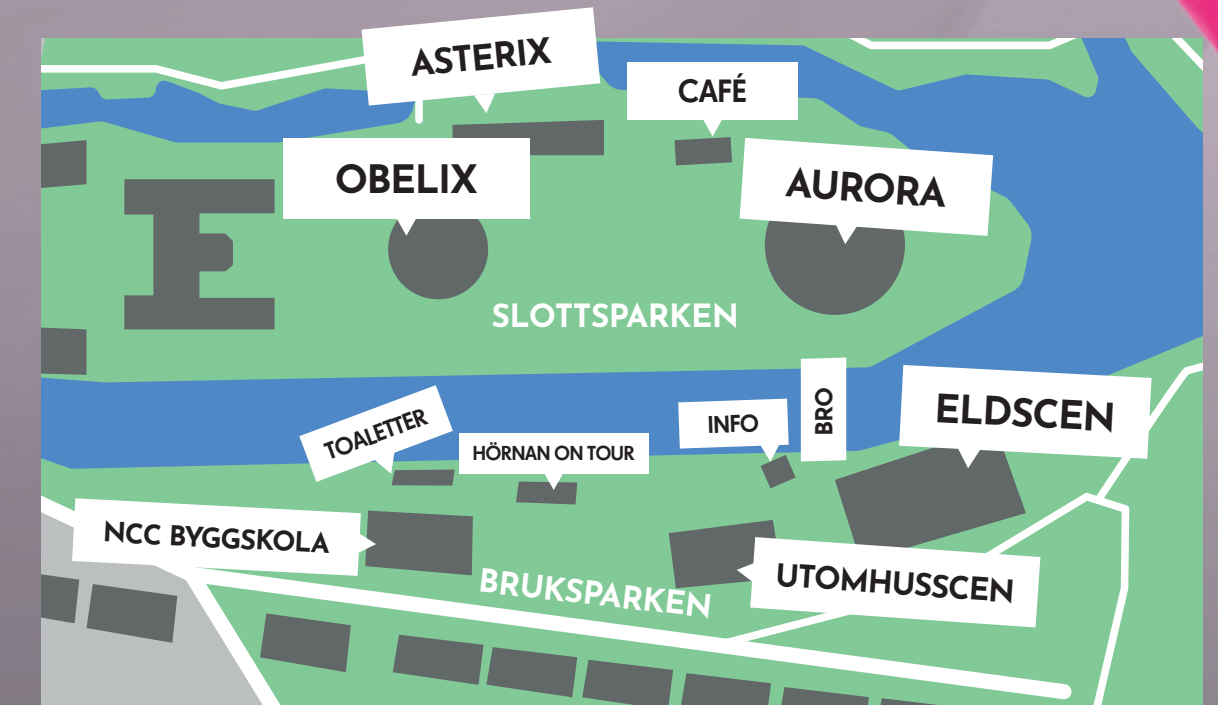 ASTERIX
CAFÉ
OBELIX
AURORA
SLOTTSPARKEN
BRO
ELDSCEN
TOALETTER
INFO
HÖRNAN ON TOUR
NCC BYGGSKOLA
UTOMHUSSCEN
BRUKSPARKEN